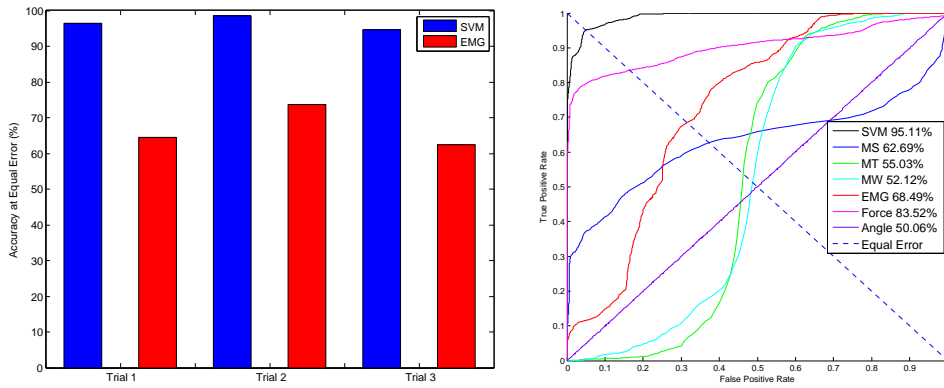 100
90
80
70
60
50
40
30
20
10
0
Accuracy at Equal Error (%)
Trial 1
Trial 2
Trial 3
SVM
EMG
1
0.9
0.8
0.7
0.6
0.5
0.4
0.3
0.2
0.1
0
True Positive Rate
0
0.1
0.2
0.3
0.4
0.5
0.6
0.7
0.8
0.9
False Positive Rate
SVM 95.11%
MS 62.69%
MT 55.03%
MW 52.12%
EMG 68.49%
Force 83.52%
Angle 50.06%
Equal Error